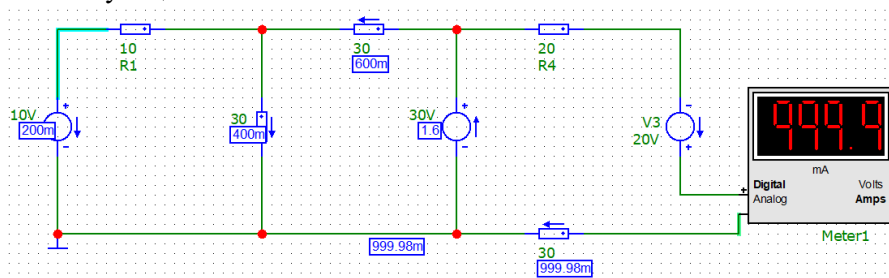 10
R1
30
600m
20
R4
10V
200m
30
400m
30V
1.6
V.3
20V
999.9
mA
Digital
Volts
Analog
Amps
Meter1
999.98m
30
999.98m